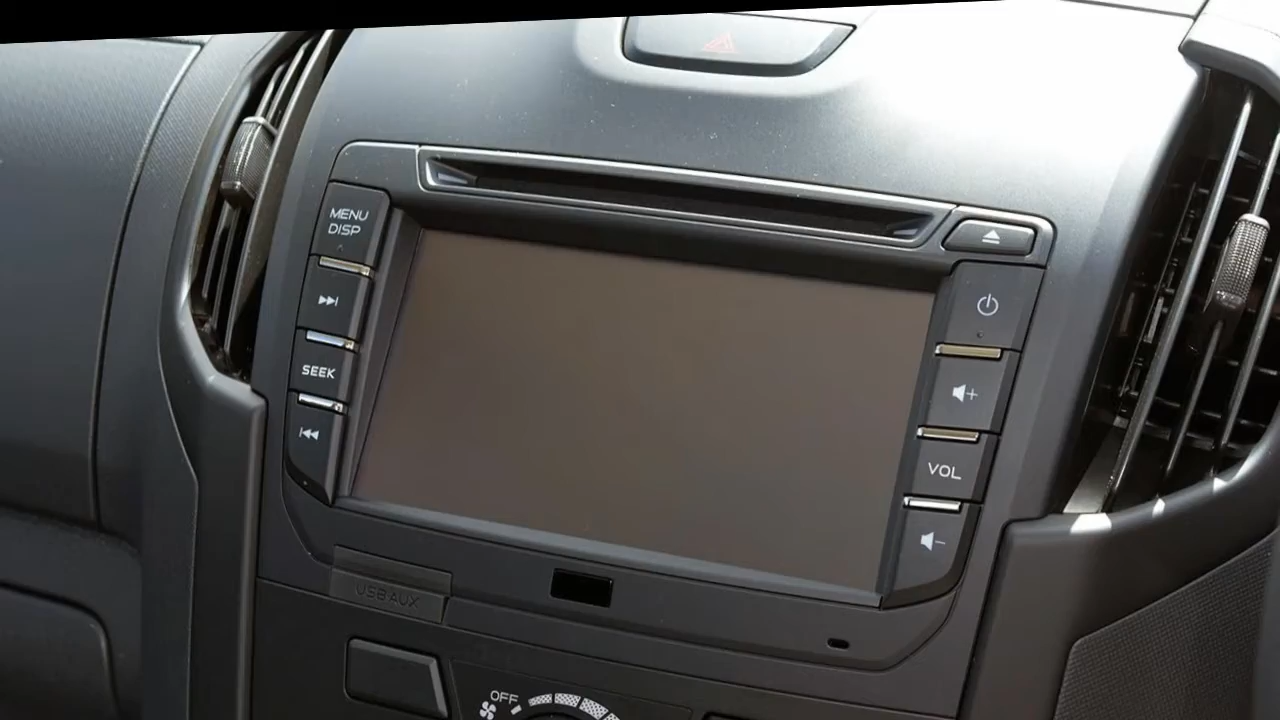 MENU
DISP
SEEK
VOL
USB AUX
OFF